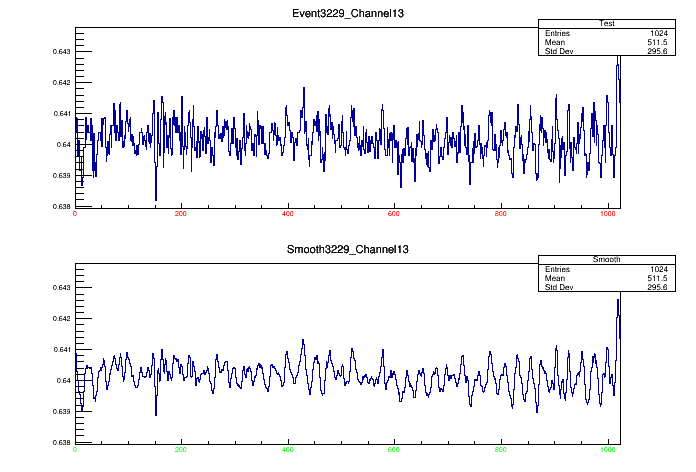 Event3229_Channel13
Test
Entries 1024
Mean 511.5
Std Dev 295.6
0.643
0.642
0.641
0.64
0.639
0.638
0 200 400 600 800 1000
Smooth3229_Channel13
Smooth
Entries 1024
Mean 511.5
Std Dev 295.6
0.643
0.642
0.641
0.64
0.639
0.638
0 200 400 600 800 1000